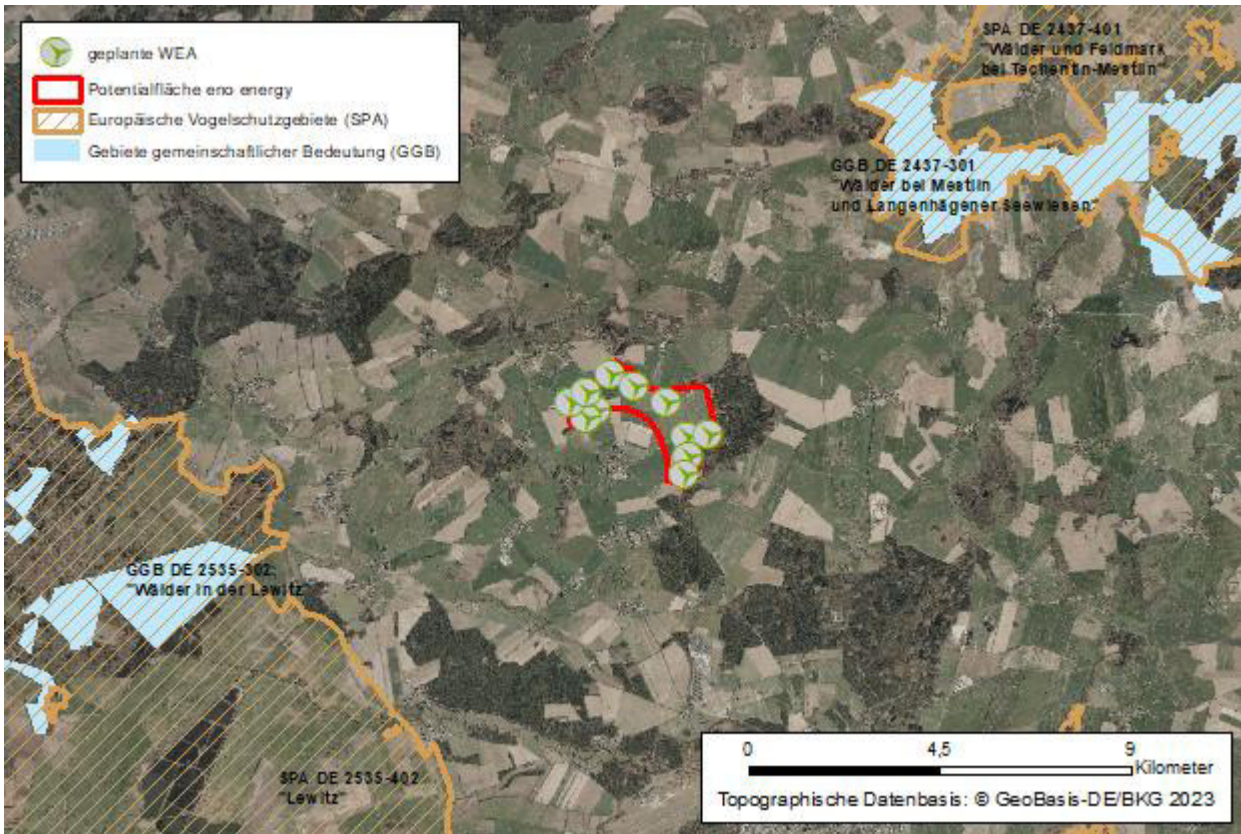 geplante WEA
Potentialfläche eno energy
Europäische Vogelschutzgebiete (SPA)
Gebiete gemeinschaftlicher Bedeutung (GGB)
SPA DE 2437-401
"Wälder und Feldmark
bei Techentin-Mestlin"
GGB DE 2437-301
"Wälder bei Mestlin
und Langenhägener Seewiesen"
GGB DE 2535-302
"Wälder in der Lewitz"
SPA DE 2535-402
"Lewitz"
0 4,5 9
Kilometer
Topographische Datenbasis: © GeoBasis-DE/BKG 2023